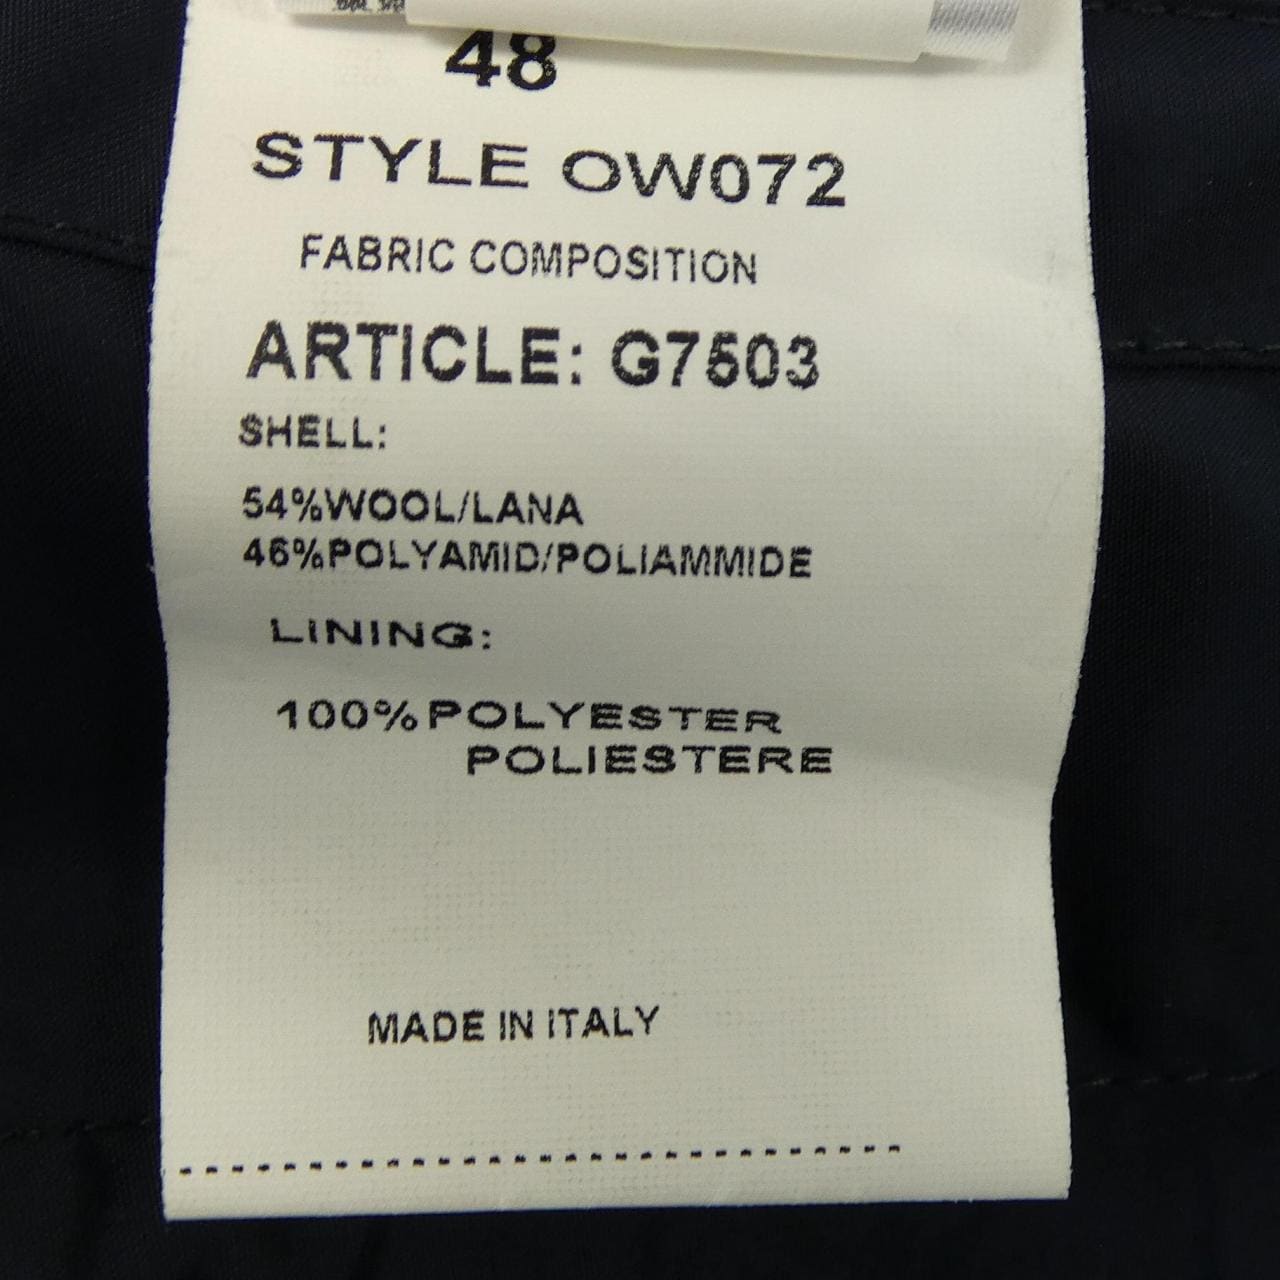 48
STYLE OW072
FABRIC COMPOSITION
ARTICLE: G7503
SHELL:
54%WOOL/LANA
46%POLYAMID/POLIAMMIDE
LINING:
100%POLYESTER
POLIESTERE
MADE IN ITALY